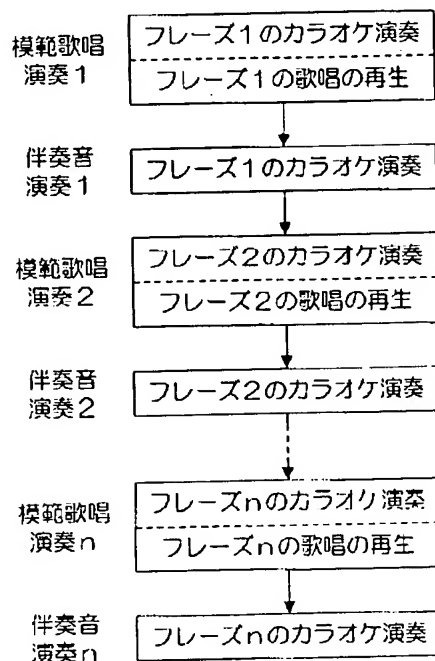 模範歌唱
演奏1
フレーズ1のカラオケ演奏
フレーズ1の歌唱の再生
伴奏音
演奏1
フレーズ1のカラオケ演奏
模範歌唱
演奏2
フレーズ2のカラオケ演奏
フレーズ2の歌唱の再生
伴奏音
演奏2
フレーズ2のカラオケ演奏
模範歌唱
演奏n
フレーズnのカラオケ演奏
フレーズnの歌唱の再生
伴奏音
演奏n
フレーズnのカラオケ演奏